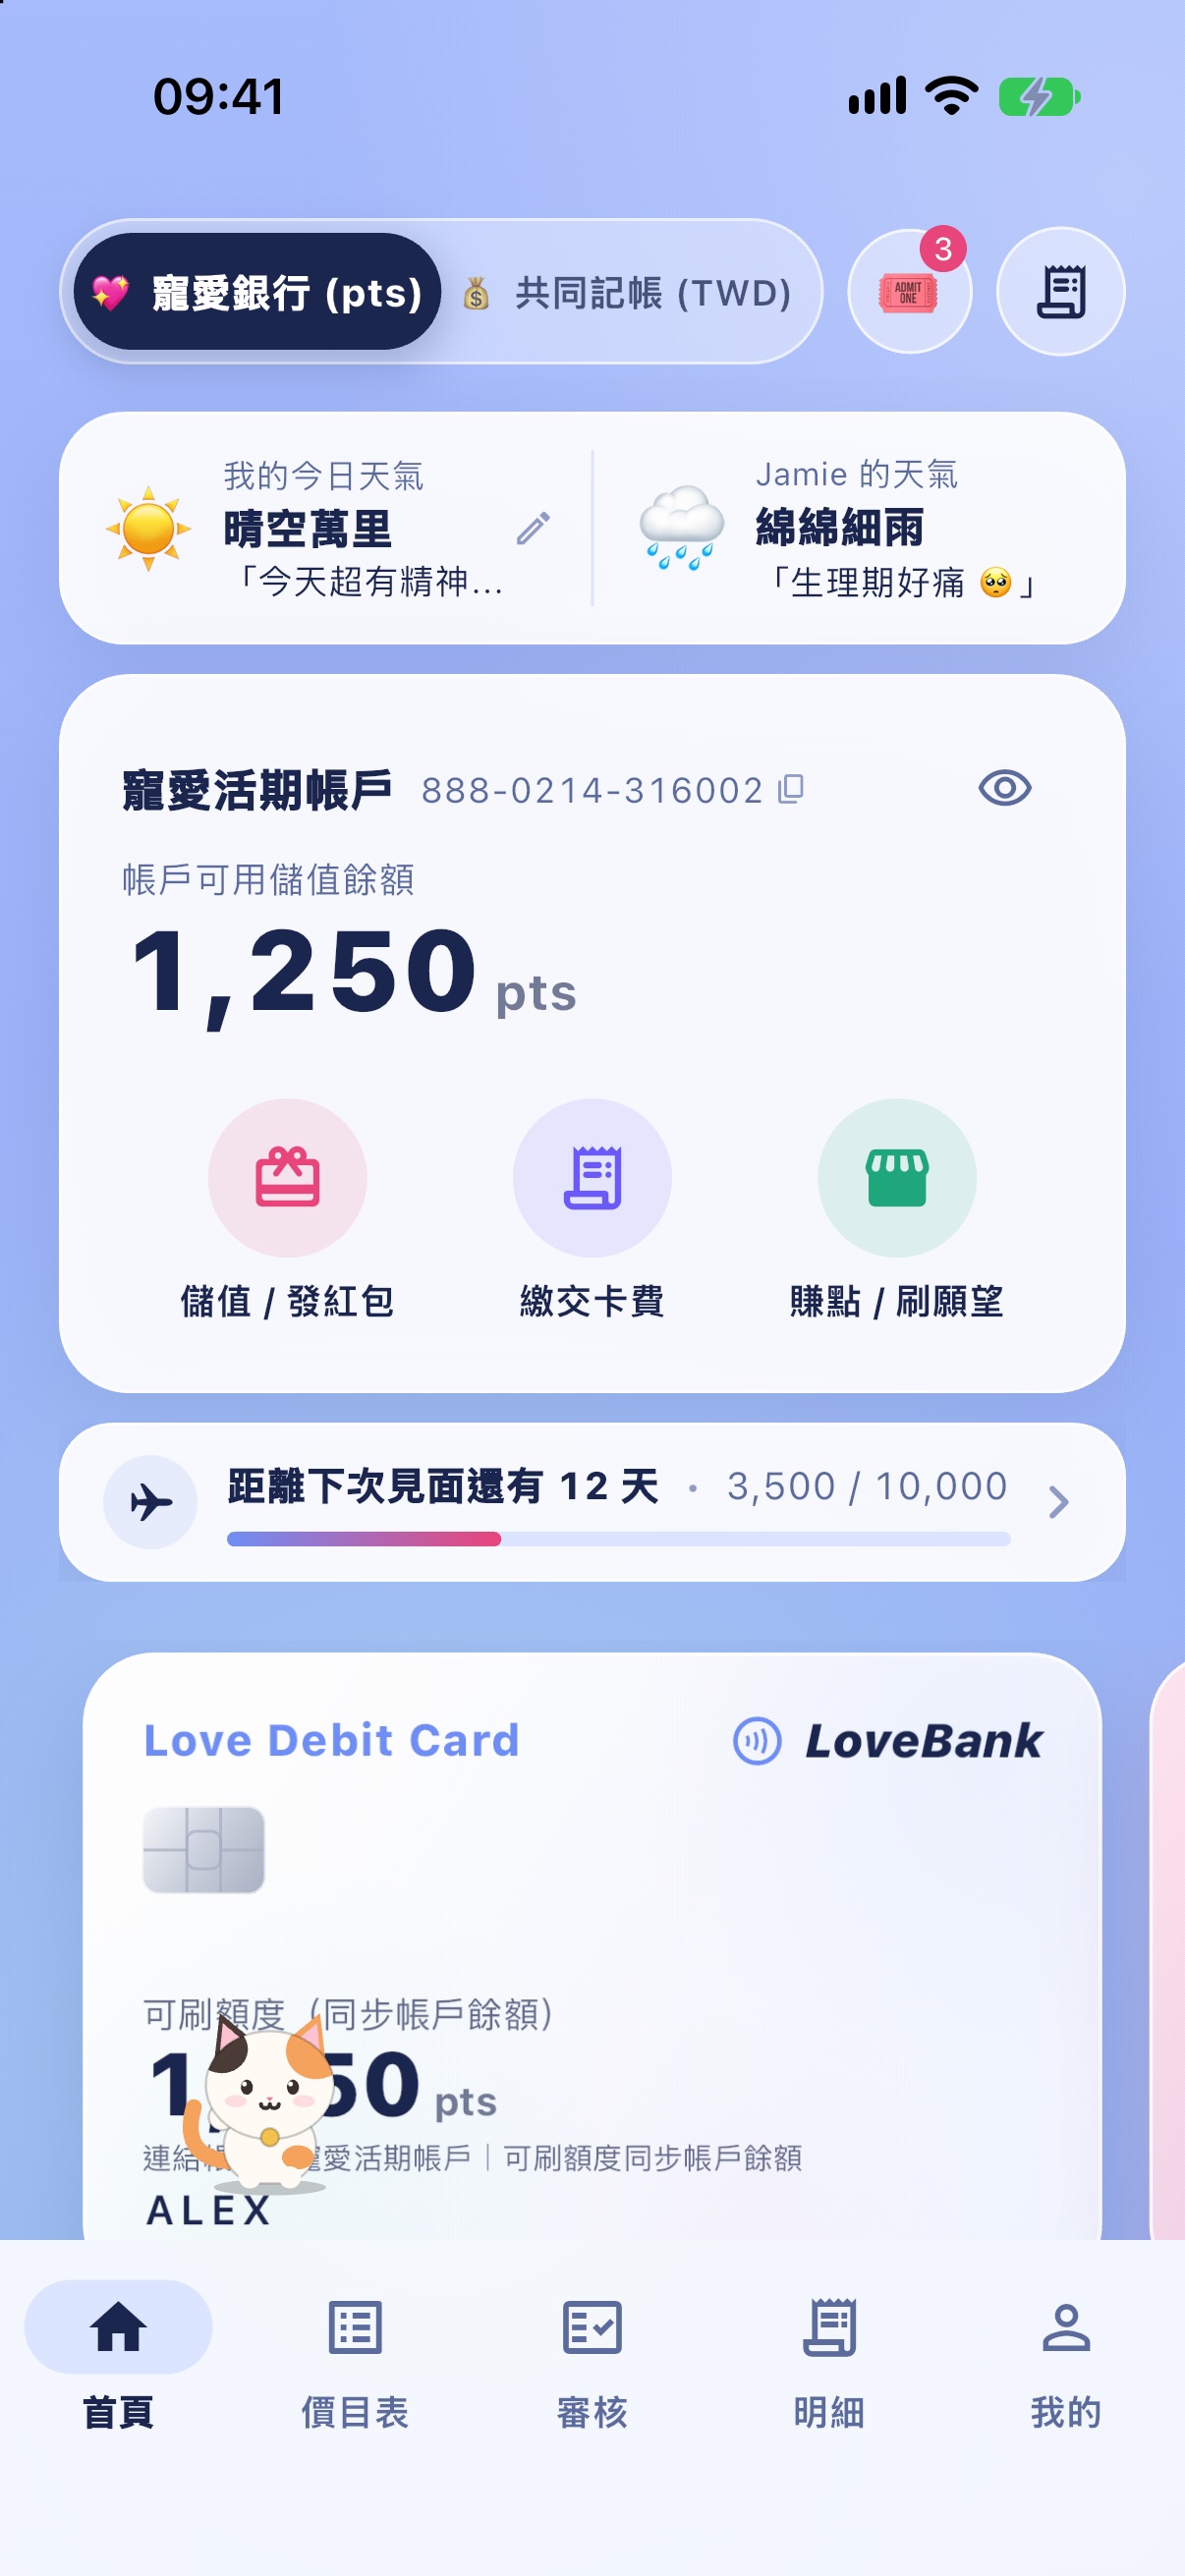 09:41
💖 寵愛銀行 (pts)
💰 共同記帳 (TWD)
ADMIT ONE
3
我的今日天氣
晴空萬里
「今天超有精神...
Jamie 的天氣
綿綿細雨
「生理期好痛 🥺」
寵愛活期帳戶 888-0214-316002
帳戶可用儲值餘額
1,250 pts
儲值 / 發紅包
繳交卡費
賺點 / 刷願望
距離下次見面還有 12 天 · 3,500 / 10,000
Love Debit Card
LoveBank
可刷額度（同步帳戶餘額）
1, 50 pts
連結 寵愛活期帳戶｜可刷額度同步帳戶餘額
ALEX
首頁
價目表
審核
明細
我的